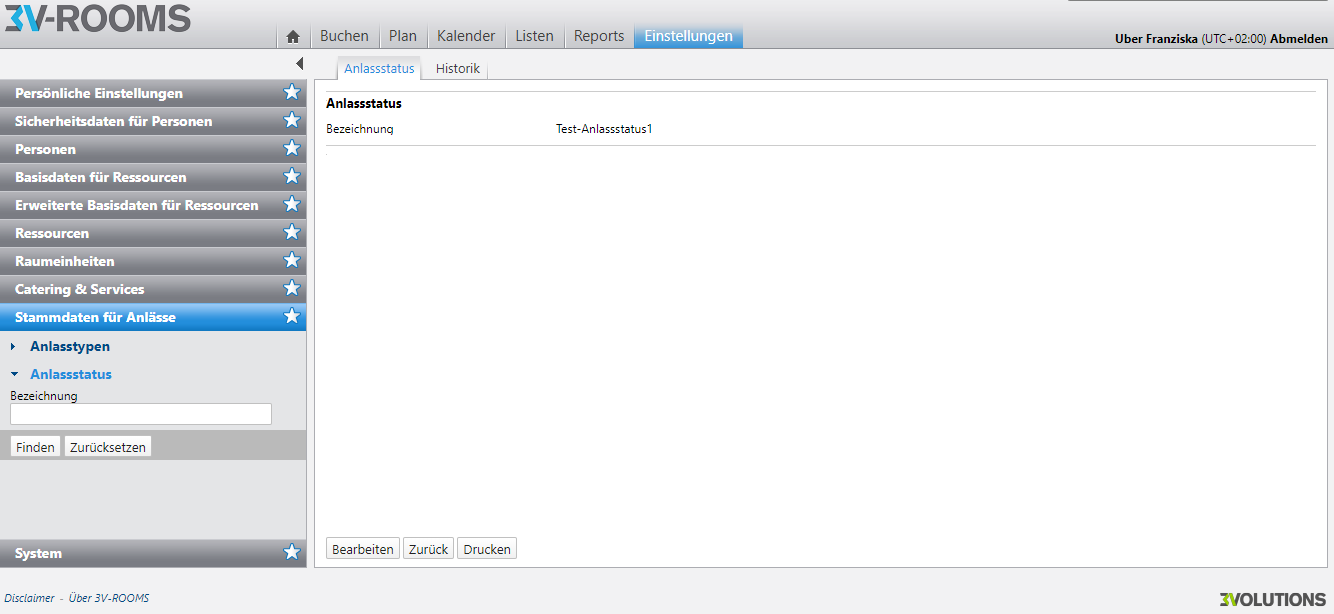 3V-ROOMS
Buchen Plan Kalender Listen Reports Einstellungen
Uber Franziska (UTC+02:00) Abmelden
Anlassstatus Historik
Persönliche Einstellungen
Sicherheitsdaten für Personen
Personen
Basisdaten für Ressourcen
Erweiterte Basisdaten für Ressourcen
Ressourcen
Raumeinheiten
Catering & Services
Stammdaten für Anlässe
Anlasstypen
Anlassstatus
Bezeichnung
Finden Zurücksetzen
System
Anlassstatus
Bezeichnung Test-Anlassstatus1
Bearbeiten Zurück Drucken
Disclaimer - Über 3V-ROOMS
3VOLUTIONS